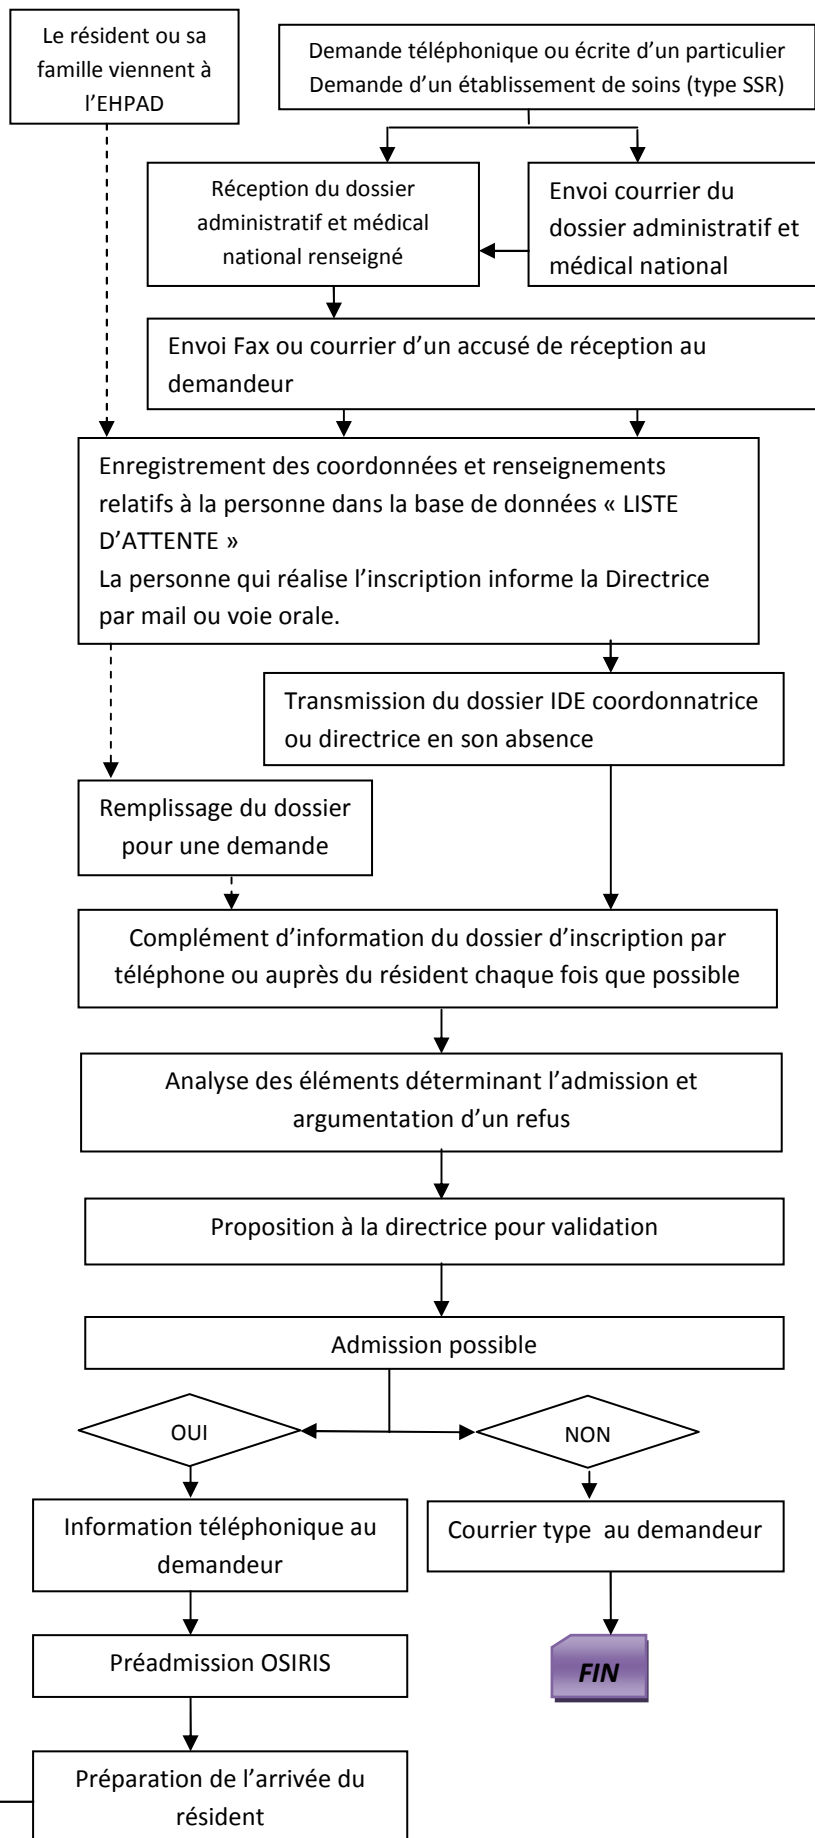 Le résident ou sa
famille viennent à
l’EHPAD
Demande téléphonique ou écrite d’un particulier
Demande d’un établissement de soins (type SSR)
Réception du dossier
administratif et médical
national renseigné
Envoi courrier du
dossier administratif et
médical national
Envoi Fax ou courrier d’un accusé de réception au
demandeur
Enregistrement des coordonnées et renseignements
relatifs à la personne dans la base de données « LISTE
D’ATTENTE »
La personne qui réalise l’inscription informe la Directrice
par mail ou voie orale.
Transmission du dossier IDE coordonnatrice
ou directrice en son absence
Remplissage du dossier
pour une demande
Complément d’information du dossier d’inscription par
téléphone ou auprès du résident chaque fois que possible
Analyse des éléments déterminant l’admission et
argumentation d’un refus
Proposition à la directrice pour validation
Admission possible
OUI
NON
Information téléphonique au
demandeur
Courrier type  au demandeur
Préadmission OSIRIS
FIN
Préparation de l’arrivée du
résident